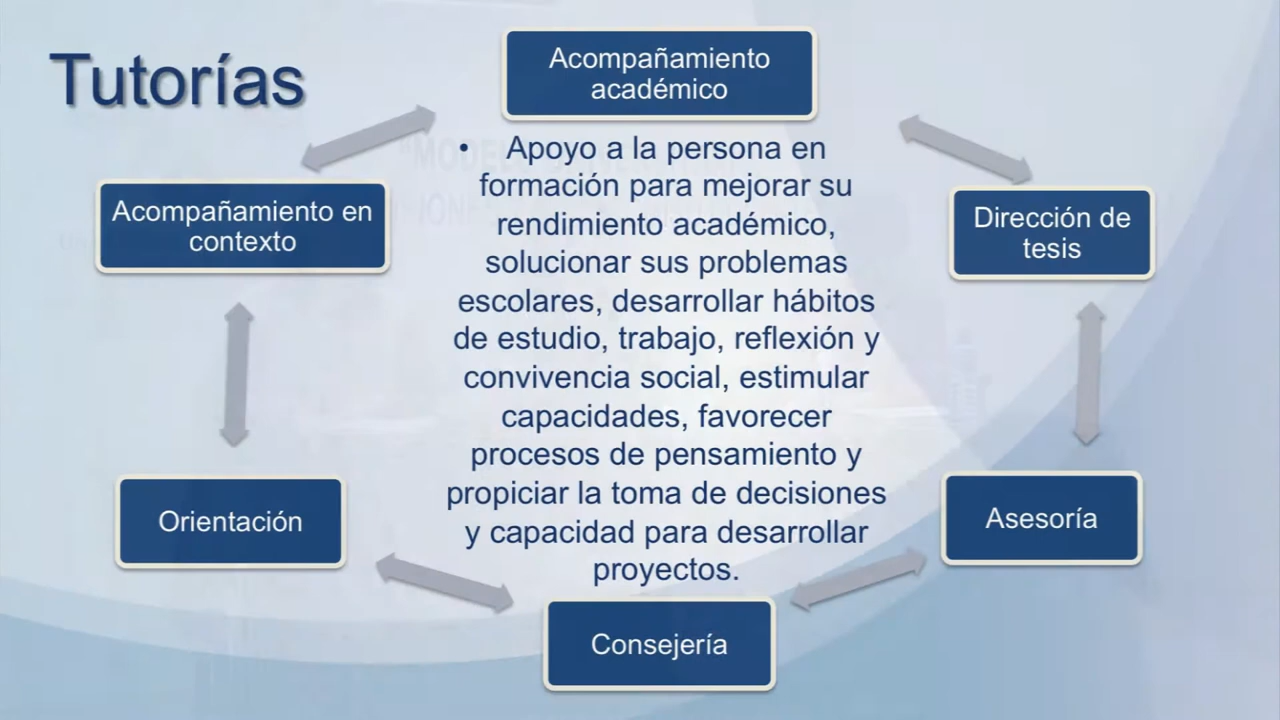 Tutorías
Acompañamiento
académico
• Apoyo a la persona en
formación para mejorar su
rendimiento académico,
solucionar sus problemas
escolares, desarrollar hábitos
de estudio, trabajo, reflexión y
convivencia social, estimular
capacidades, favorecer
procesos de pensamiento y
propiciar la toma de decisiones
y capacidad para desarrollar
proyectos.
Dirección de
tesis
Asesoría
Consejería
Orientación
Acompañamiento en
contexto